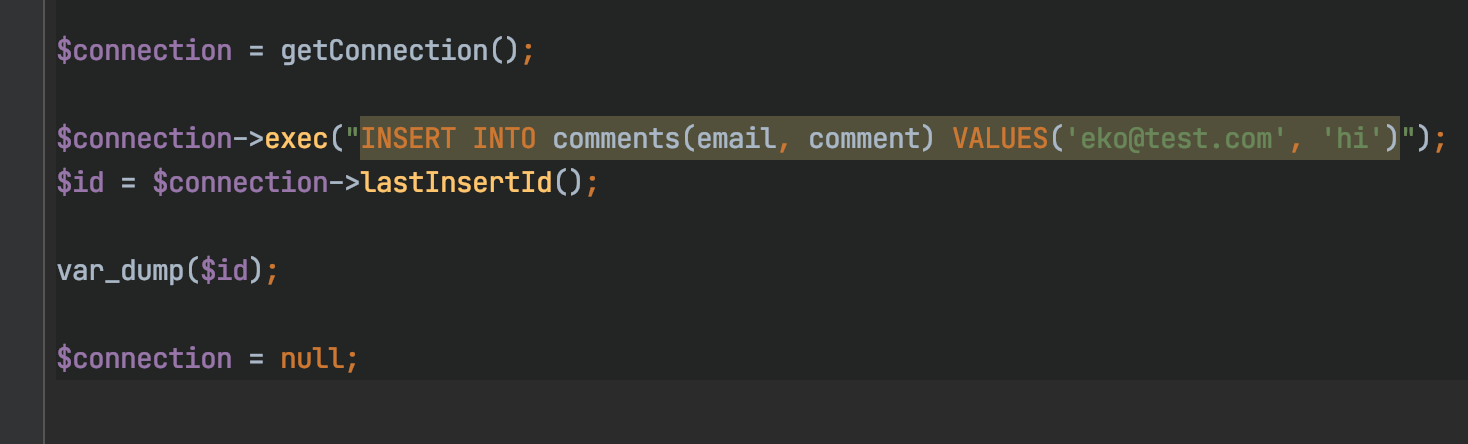 $connection = getConnection();
$connection->exec("INSERT INTO comments(email, comment) VALUES('eko@test.com', 'hi')");
$id = $connection->lastInsertId();
var_dump($id);
$connection = null;